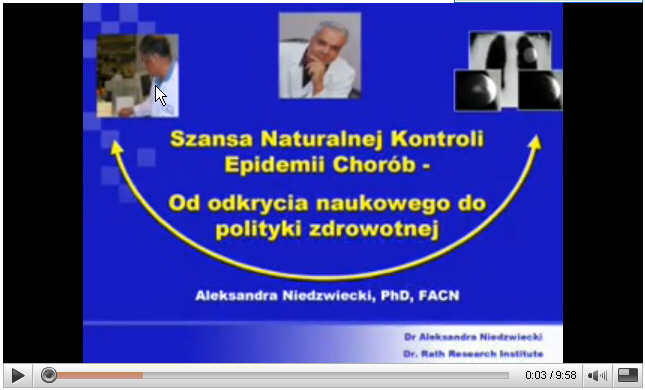 Szansa Naturalnej Kontroli
Epidemii Chorób -
Od odkrycia naukowego do
polityki zdrowotnej
Aleksandra Niedzwiecki, PhD, FACN
Dr Aleksandra Niedzwiecki
Dr. Rath Research Institute
0:03 / 9:58